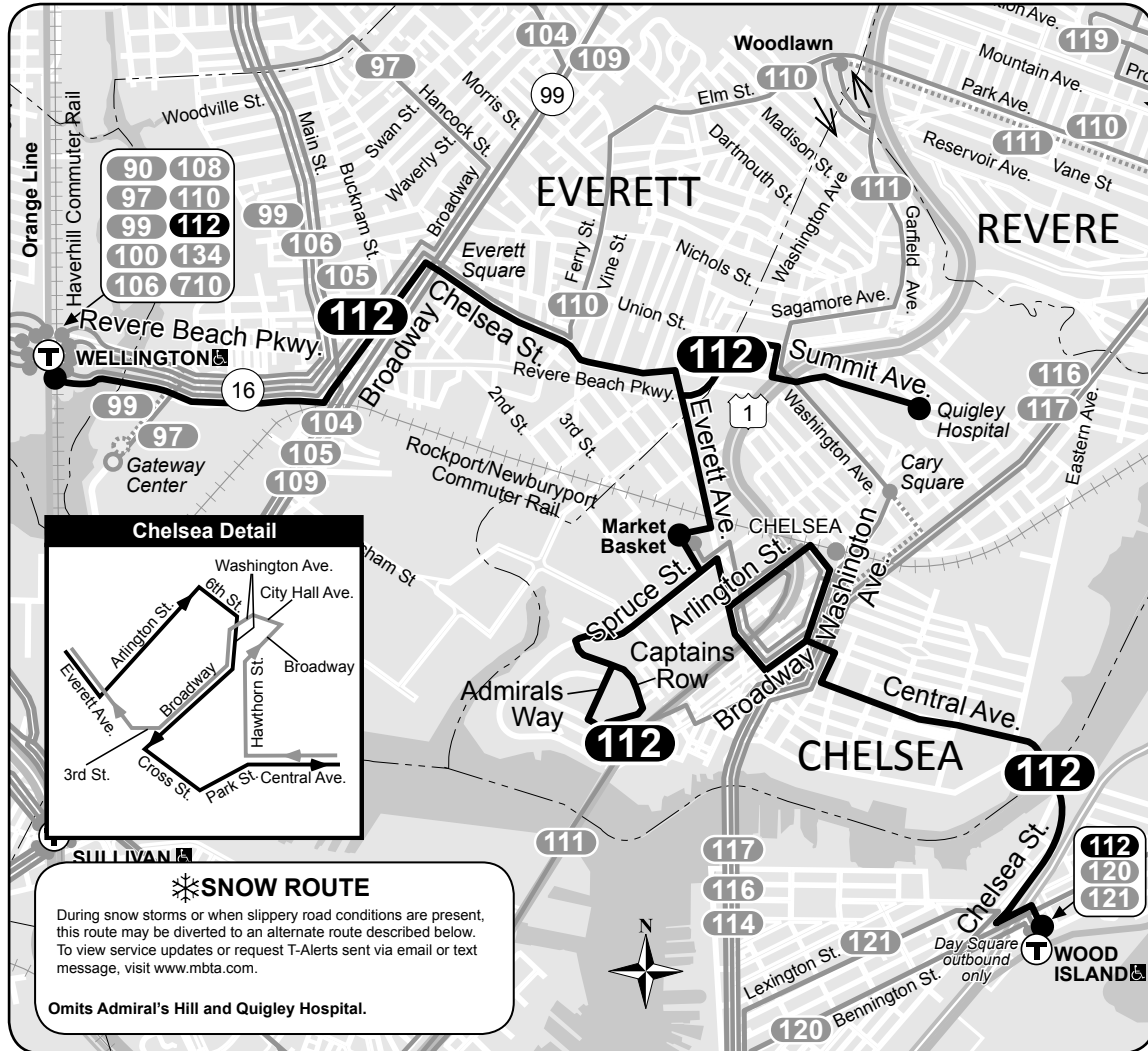 104
109
97
99
Woodlawn
110
119
Mountain Ave.
Park Ave.
110
111
Vane St
Reservoir Ave.
Woodville St.
Main St.
Swan St.
Hancock St.
Morris St.
Waverly St.
Bucknam St.
Broadway
Elm St.
Madison St.
Dartmouth St.
Washington Ave
111
Garfield Ave.
EVERETT
REVERE
Orange Line
Haverhill Commuter Rail
90 108
97 110
99 112
100 134
106 710
99
106
105
Everett
Square
Ferry St.
Vine St.
Nichols St.
110
Union St.
Sagamore Ave.
Revere Beach Pkwy.
WELLINGTON
112
Broadway
Chelsea St.
112
Summit Ave.
Revere Beach Pkwy.
16
99
97
Gateway
Center
104
105
109
2nd St.
3rd St.
Everett Ave.
1
Washington Ave.
Quigley
Hospital
116
117
Eastern Ave.
Cary
Square
Rockport/Newburyport
Commuter Rail
Market
Basket
CHELSEA
Washington
Ave.
Arlington St.
Spruce St.
Captains
Row
Admirals
Way
112
Broadway
Central Ave.
CHELSEA
112
Chelsea St.
cham St
Chelsea Detail
Washington Ave.
City Hall Ave.
6th St.
Arlington St.
Broadway
Broadway
Everett Ave.
Hawthorn St.
3rd St.
Cross St.
Park St.
Central Ave.
T
SULLIVAN
111
117
116
114
112
120
121
121
Lexington St.
Day Square
outbound
only
T
WOOD
ISLAND
Bennington St.
120
N
SNOW ROUTE
During snow storms or when slippery road conditions are present,
this route may be diverted to an alternate route described below.
To view service updates or request T-Alerts sent via email or text
message, visit www.mbta.com.
Omits Admiral's Hill and Quigley Hospital.